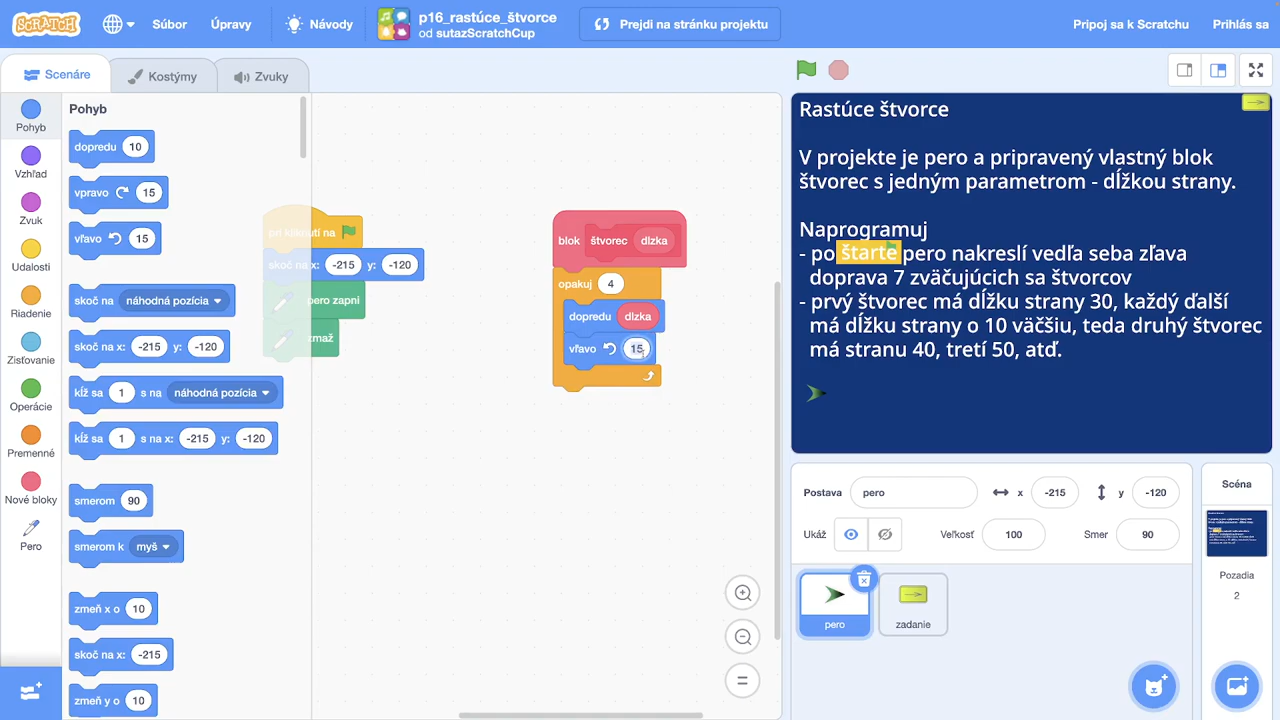 SCRATCH
Súbor
Úpravy
Návody
p16_rastúce_štvorce
od sutazScratchCup
Prejdi na stránku projektu
Pripoj sa k Scratchu
Prihlás sa
Scenáre
Kostýmy
Zvuky
Pohyb
Vzhľad
Zvuk
Udalosti
Riadenie
Zisťovanie
Operácie
Premenné
Nové bloky
Pero
Pohyb
dopredu 10
vpravo 15
vľavo 15
skoč na náhodná pozícia
skoč na x: -215 y: -120
kĺž sa 1 s na náhodná pozícia
kĺž sa 1 s na x: -215 y: -120
smerom 90
smerom k myš
zmeň x o 10
skoč na x: -215
zmeň y o 10
pri kliknutí na
skoč na x: -215 y: -120
pero zapni
zmaž
blok štvorec dlzka
opakuj 4
dopredu dlzka
vľavo 15
Rastúce štvorce
V projekte je pero a pripravený vlastný blok
štvorec s jedným parametrom - dĺžkou strany.
Naprogramuj
- po štarte pero nakreslí vedľa seba zľava
doprava 7 zväčujúcich sa štvorcov
- prvý štvorec má dĺžku strany 30, každý ďalší
má dĺžku strany o 10 väčšiu, teda druhý štvorec
má stranu 40, tretí 50, atď.
Postava pero x -215 y -120
Ukáž Veľkosť 100 Smer 90
pero
zadanie
Scéna
Pozadia
2